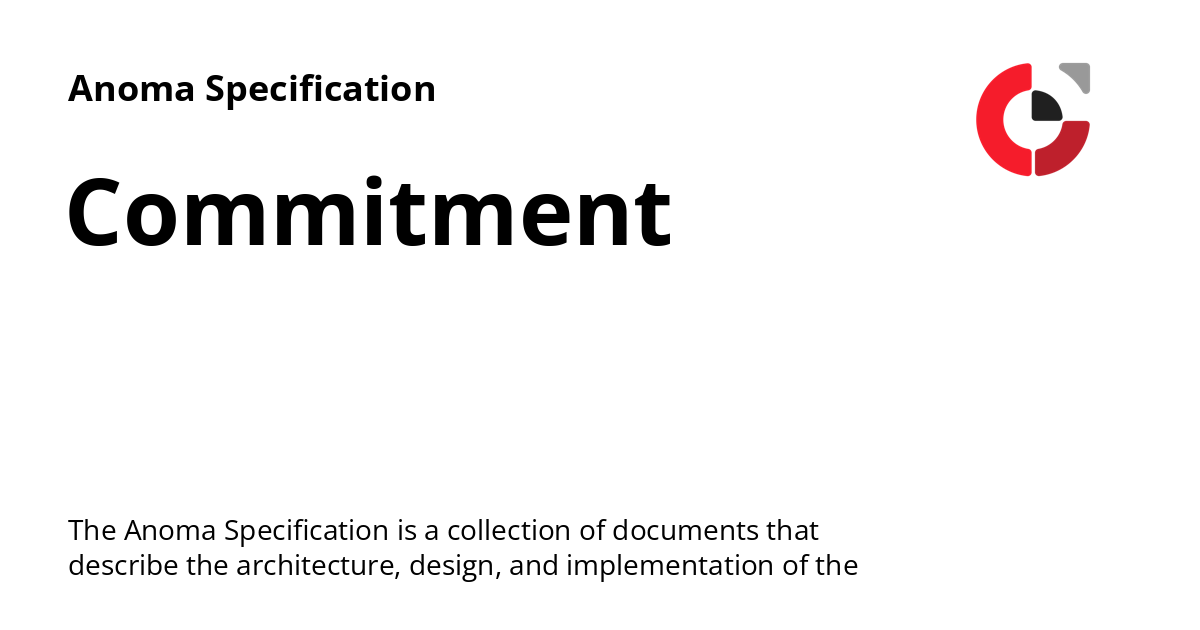 Anoma Specification
Commitment
The Anoma Specification is a collection of documents that
describe the architecture, design, and implementation of the